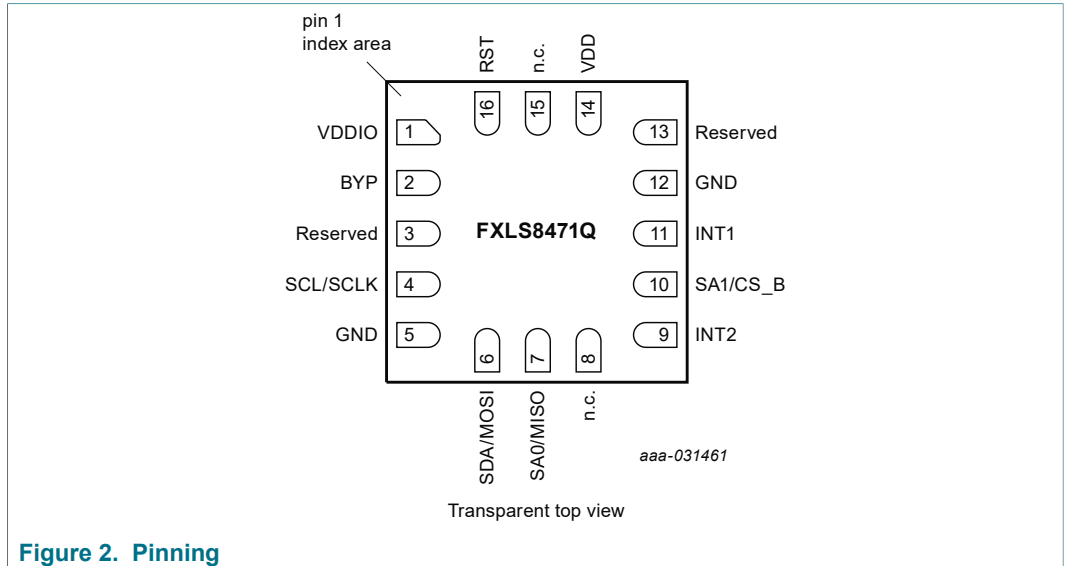 pin 1
index area
RST
n.c.
VDD
16
15
14
VDDIO
1
13
Reserved
BYP
2
12
GND
Reserved
3
FXLS8471Q
11
INT1
SCL/SCLK
4
10
SA1/CS_B
GND
5
9
INT2
6
7
8
SDA/MOSI
SA0/MISO
n.c.
aaa-031461
Transparent top view
Figure 2. Pinning